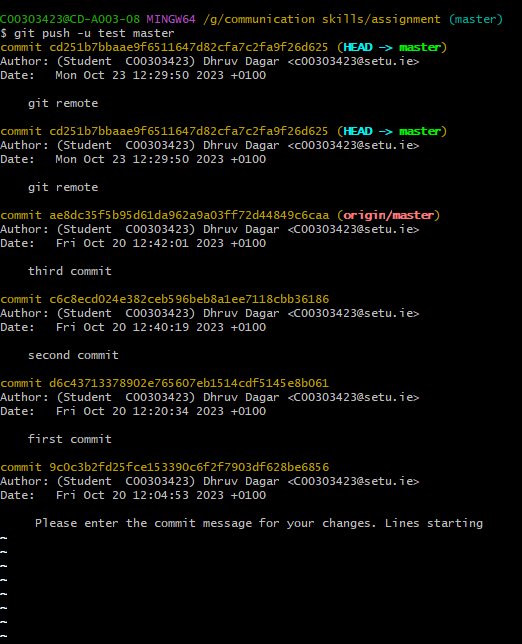 C00303423@CD-A003-08 MINGW64 /g/communication skills/assignment (master)
$ git push -u test master
commit cd251b7bbaae9f6511647d82cfa7c2fa9f26d625 (HEAD -> master)
Author: (Student  C00303423) Dhruv Dagar <c00303423@setu.ie>
Date:   Mon Oct 23 12:29:50 2023 +0100

    git remote

commit cd251b7bbaae9f6511647d82cfa7c2fa9f26d625 (HEAD -> master)
Author: (Student  C00303423) Dhruv Dagar <c00303423@setu.ie>
Date:   Mon Oct 23 12:29:50 2023 +0100

    git remote

commit ae8dc35f5b95d61da962a9a03ff72d44849c6caa (origin/master)
Author: (Student  C00303423) Dhruv Dagar <C00303423@setu.ie>
Date:   Fri Oct 20 12:42:01 2023 +0100

    third commit

commit c6c8ecd024e382ceb596beb8a1ee7118cbb36186
Author: (Student  C00303423) Dhruv Dagar <C00303423@setu.ie>
Date:   Fri Oct 20 12:40:19 2023 +0100

    second commit

commit d6c43713378902e765607eb1514cdf5145e8b061
Author: (Student  C00303423) Dhruv Dagar <C00303423@setu.ie>
Date:   Fri Oct 20 12:20:34 2023 +0100

    first commit

commit 9c0c3b2fd25fce153390c6f2f7903df628be6856
Author: (Student  C00303423) Dhruv Dagar <C00303423@setu.ie>
Date:   Fri Oct 20 12:04:53 2023 +0100

     Please enter the commit message for your changes. Lines starting
~
~
~
~
~
~
~
~